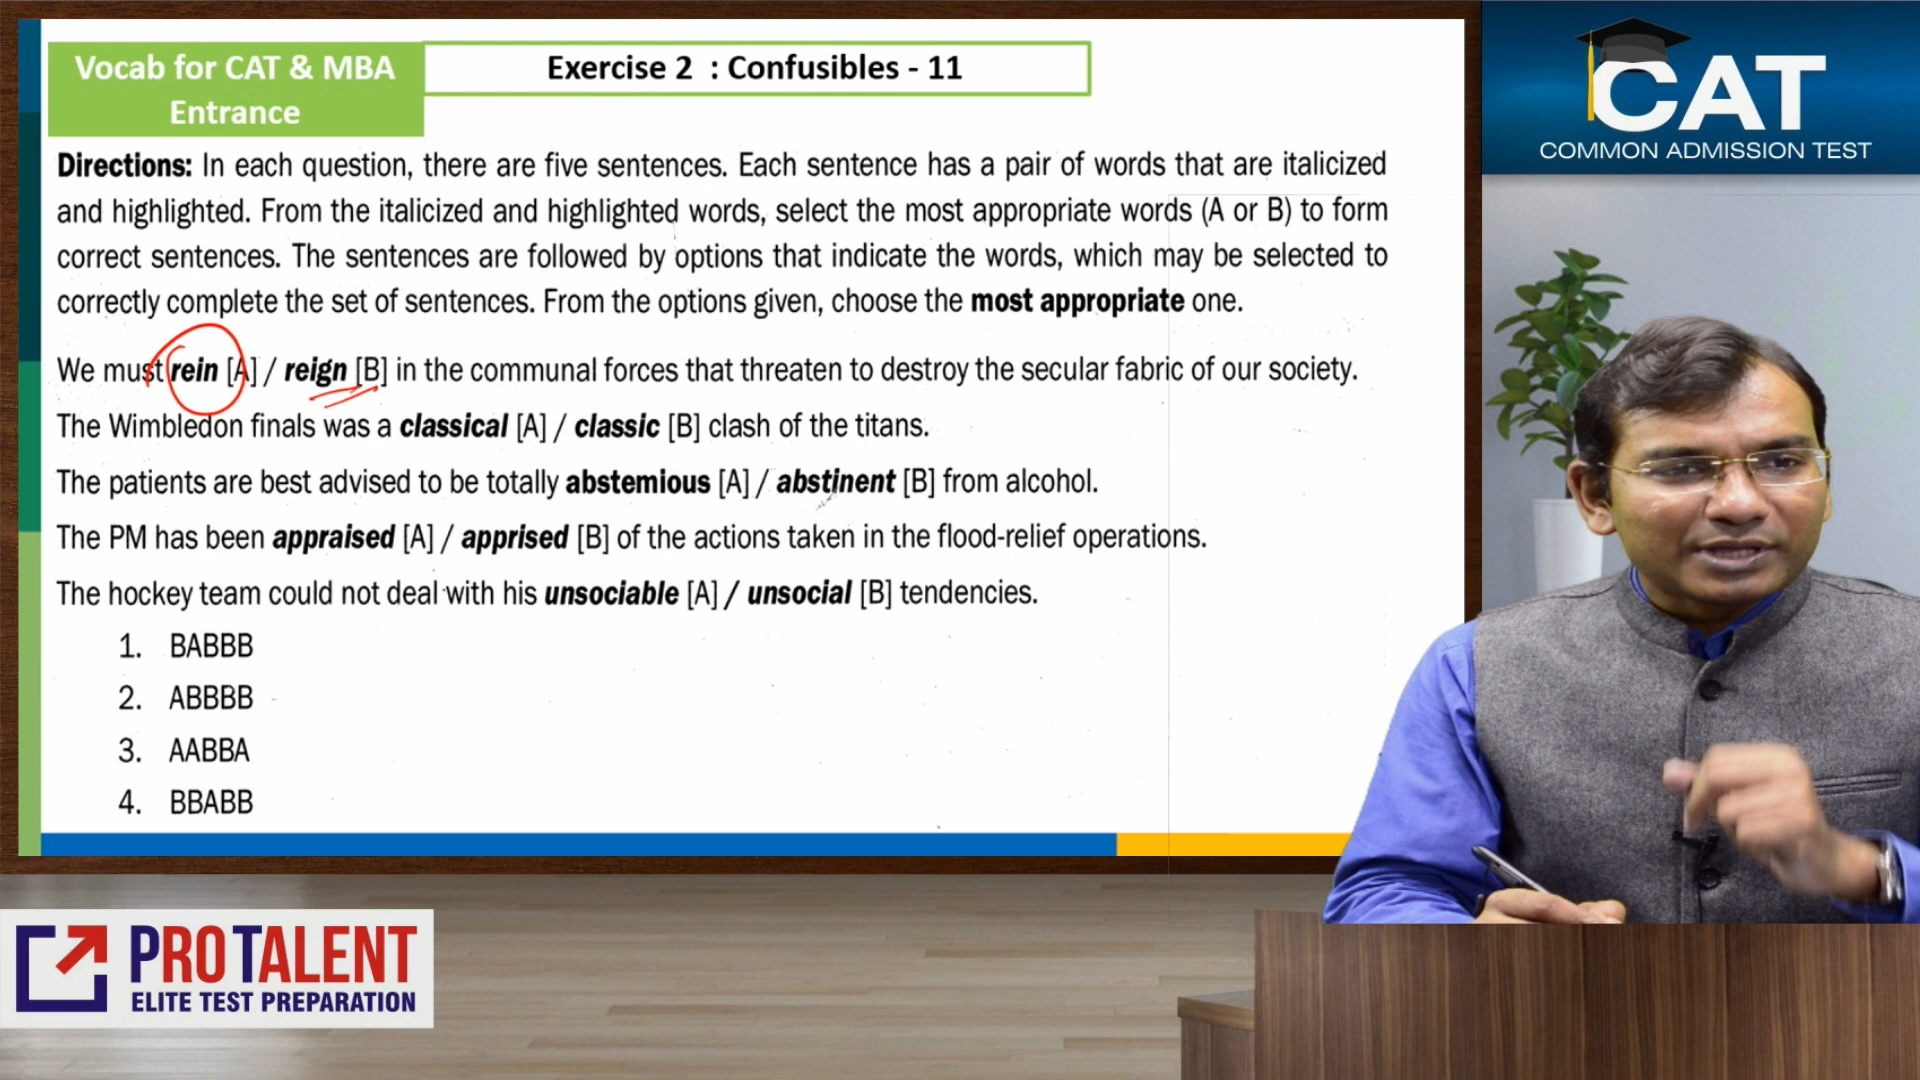 Vocab for CAT & MBA
Entrance
Exercise 2 : Confusibles - 11
CAT
COMMON ADMISSION TEST
Directions: In each question, there are five sentences. Each sentence has a pair of words that are italicized
and highlighted. From the italicized and highlighted words, select the most appropriate words (A or B) to form
correct sentences. The sentences are followed by options that indicate the words, which may be selected to
correctly complete the set of sentences. From the options given, choose the most appropriate one.
We must rein [A] / reign [B] in the communal forces that threaten to destroy the secular fabric of our society.
The Wimbledon finals was a classical [A] / classic [B] clash of the titans.
The patients are best advised to be totally abstemious [A] / abstinent [B] from alcohol.
The PM has been appraised [A] / apprised [B] of the actions taken in the flood-relief operations.
The hockey team could not deal with his unsociable [A] / unsocial [B] tendencies.
1. BABBB
2. ABBBB
3. AABBA
4. BBABB
PROTALENT
ELITE TEST PREPARATION